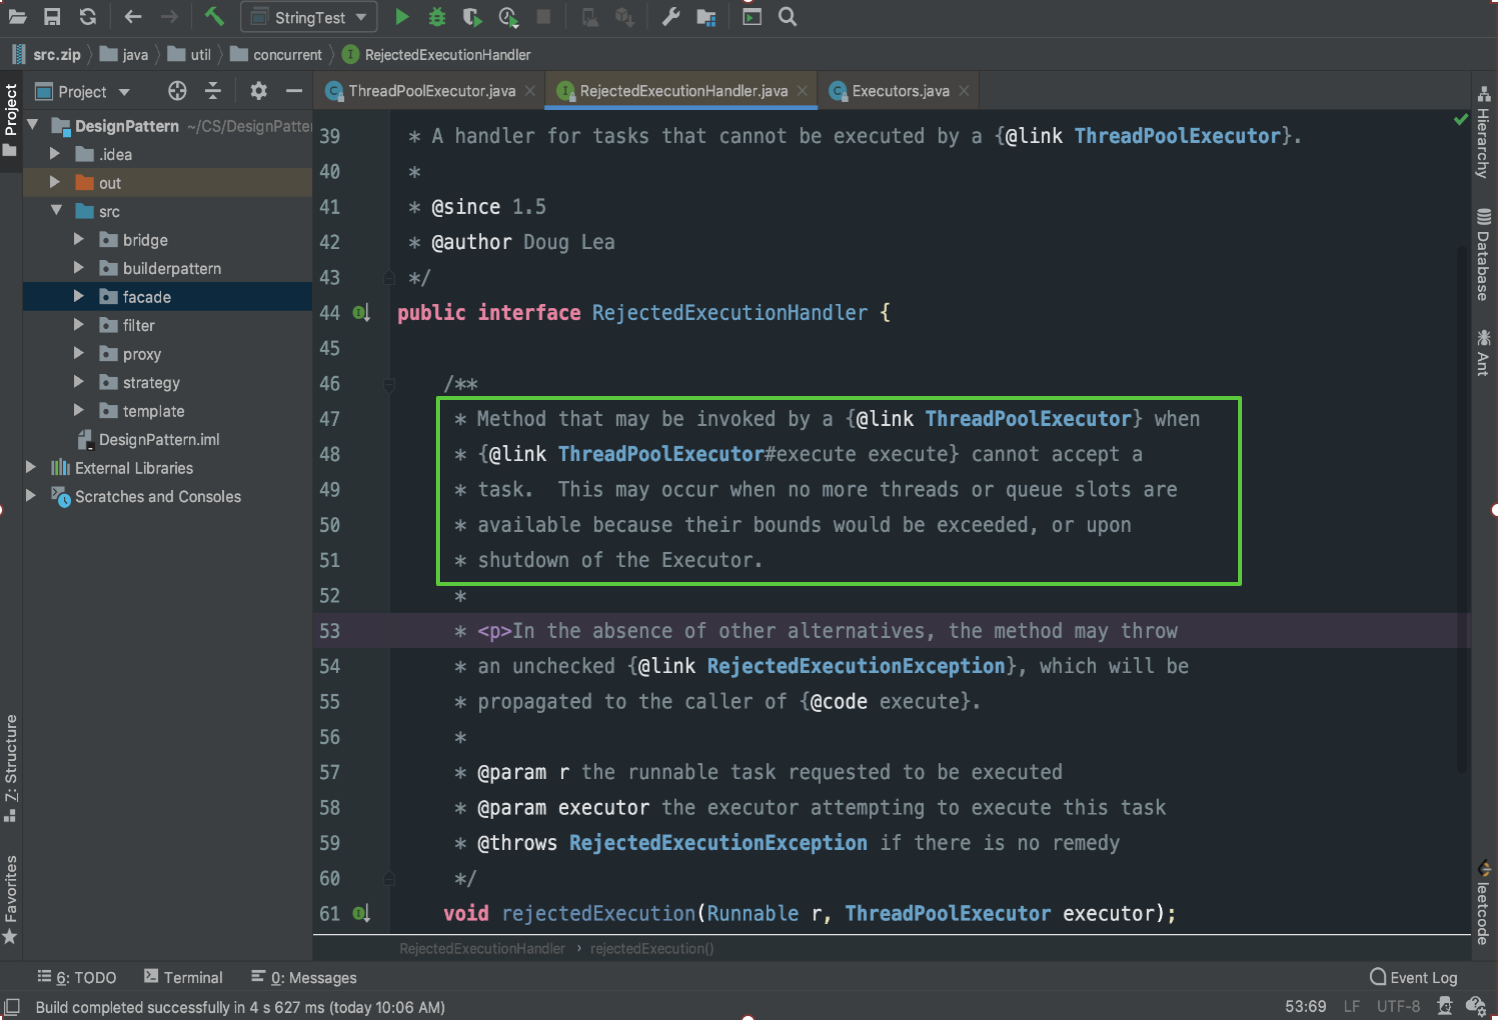 StringTest
src.zip java util concurrent RejectedExecutionHandler
Project
ThreadPoolExecutor.java RejectedExecutionHandler.java Executors.java
Project
DesignPattern ~/CS/DesignPatter
.idea
out
src
bridge
builderpattern
facade
filter
proxy
strategy
template
DesignPattern.iml
External Libraries
Scratches and Consoles
Z: Structure
Favorites
39 * A handler for tasks that cannot be executed by a {@link ThreadPoolExecutor}.
40 *
41 * @since 1.5
42 * @author Doug Lea
43 */
44 public interface RejectedExecutionHandler {
45
46 /**
47 * Method that may be invoked by a {@link ThreadPoolExecutor} when
48 * {@link ThreadPoolExecutor#execute execute} cannot accept a
49 * task.  This may occur when no more threads or queue slots are
50 * available because their bounds would be exceeded, or upon
51 * shutdown of the Executor.
52 *
53 * <p>In the absence of other alternatives, the method may throw
54 * an unchecked {@link RejectedExecutionException}, which will be
55 * propagated to the caller of {@code execute}.
56 *
57 * @param r the runnable task requested to be executed
58 * @param executor the executor attempting to execute this task
59 * @throws RejectedExecutionException if there is no remedy
60 */
61 void rejectedExecution(Runnable r, ThreadPoolExecutor executor);
RejectedExecutionHandler › rejectedExecution()
Hierarchy
Database
Ant
leetcode
6: TODO Terminal 0: Messages Event Log
Build completed successfully in 4 s 627 ms (today 10:06 AM) 53:69 LF UTF-8